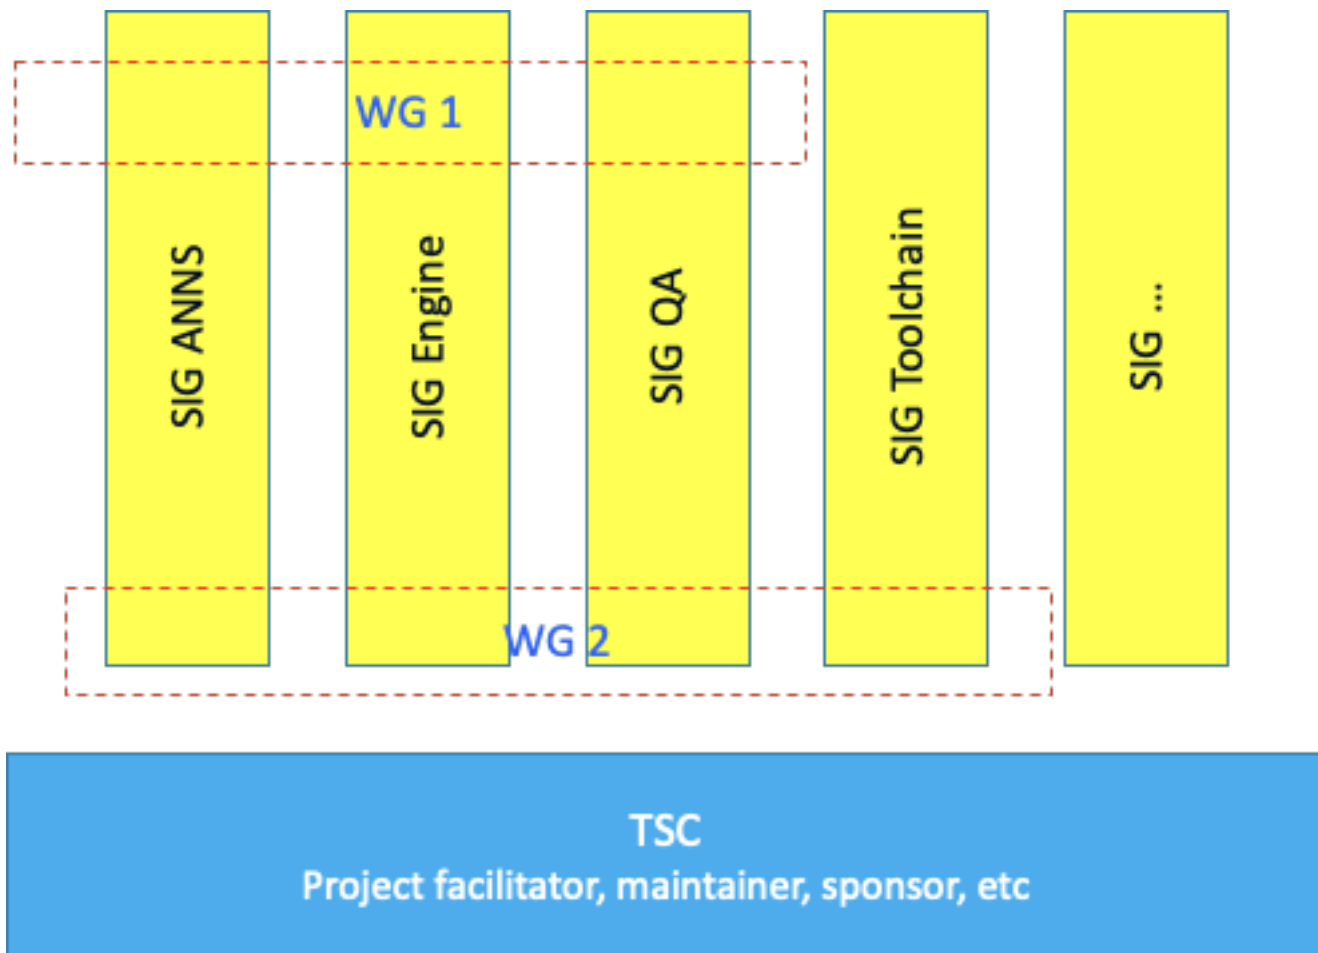 WG 1
SIG ANNS
SIG Engine
SIG QA
SIG Toolchain
SIG ...
WG 2
TSC
Project facilitator, maintainer, sponsor, etc